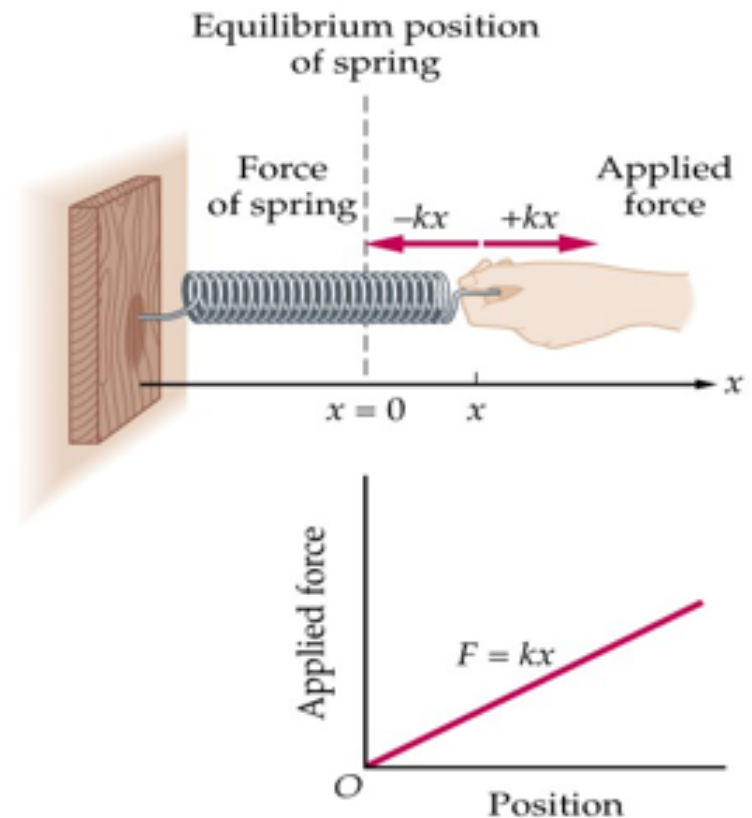 Equilibrium position
of spring
Force
of spring
Applied
force
−kx
+kx
x
x = 0
x
Applied force
F = kx
O
Position